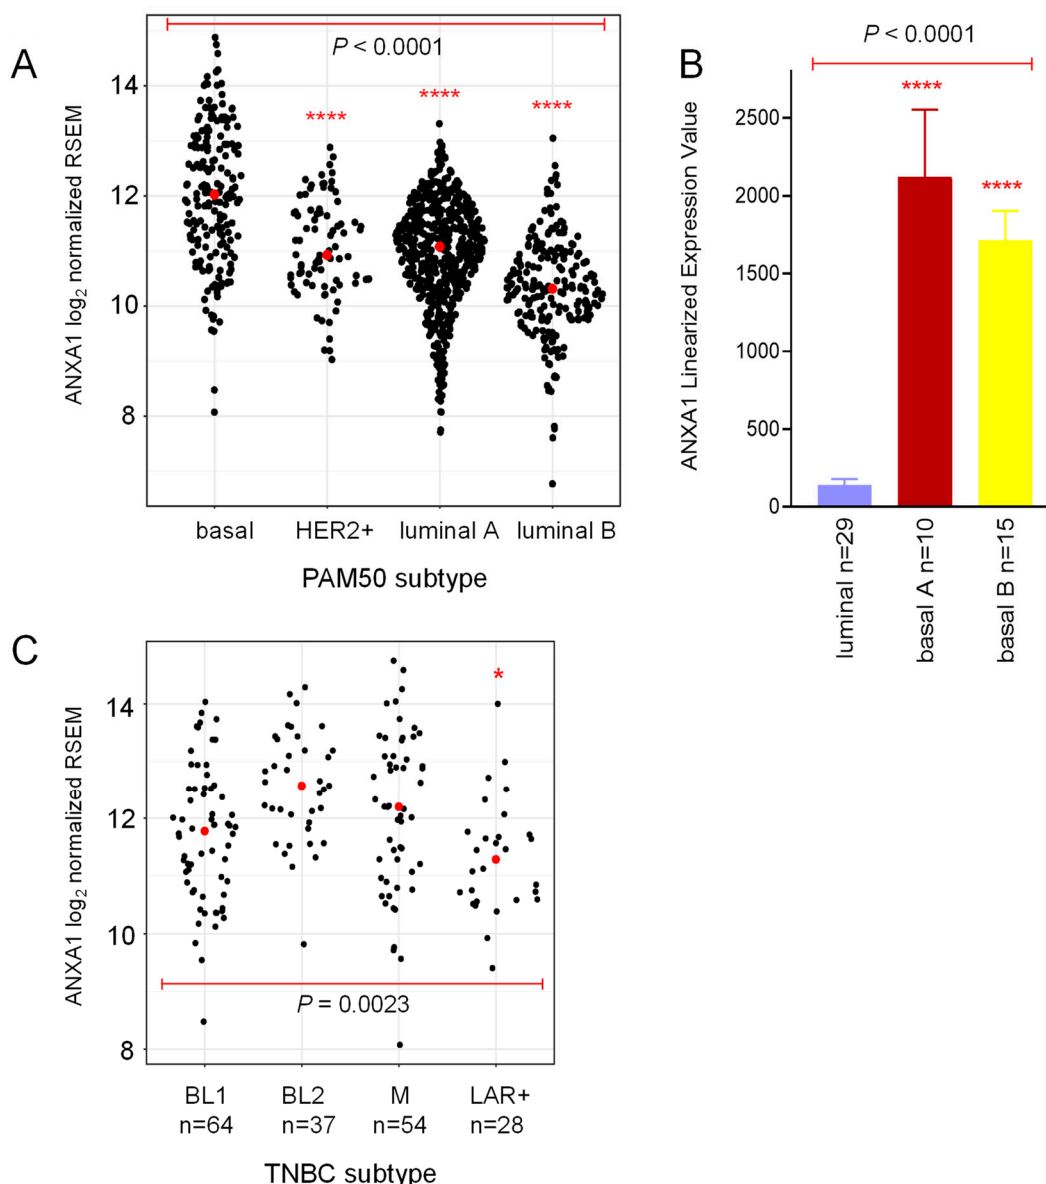 A
ANXA1 log2 normalized RSEM
14
12
10
8
P < 0.0001
****
****
****
basal
HER2+
luminal A
luminal B
PAM50 subtype
B
ANXA1 Linearized Expression Value
P < 0.0001
2500
2000
1500
1000
500
0
****
****
luminal n=29
basal A n=10
basal B n=15
C
ANXA1 log2 normalized RSEM
14
12
10
8
*
P = 0.0023
BL1
n=64
BL2
n=37
M
n=54
LAR+
n=28
TNBC subtype